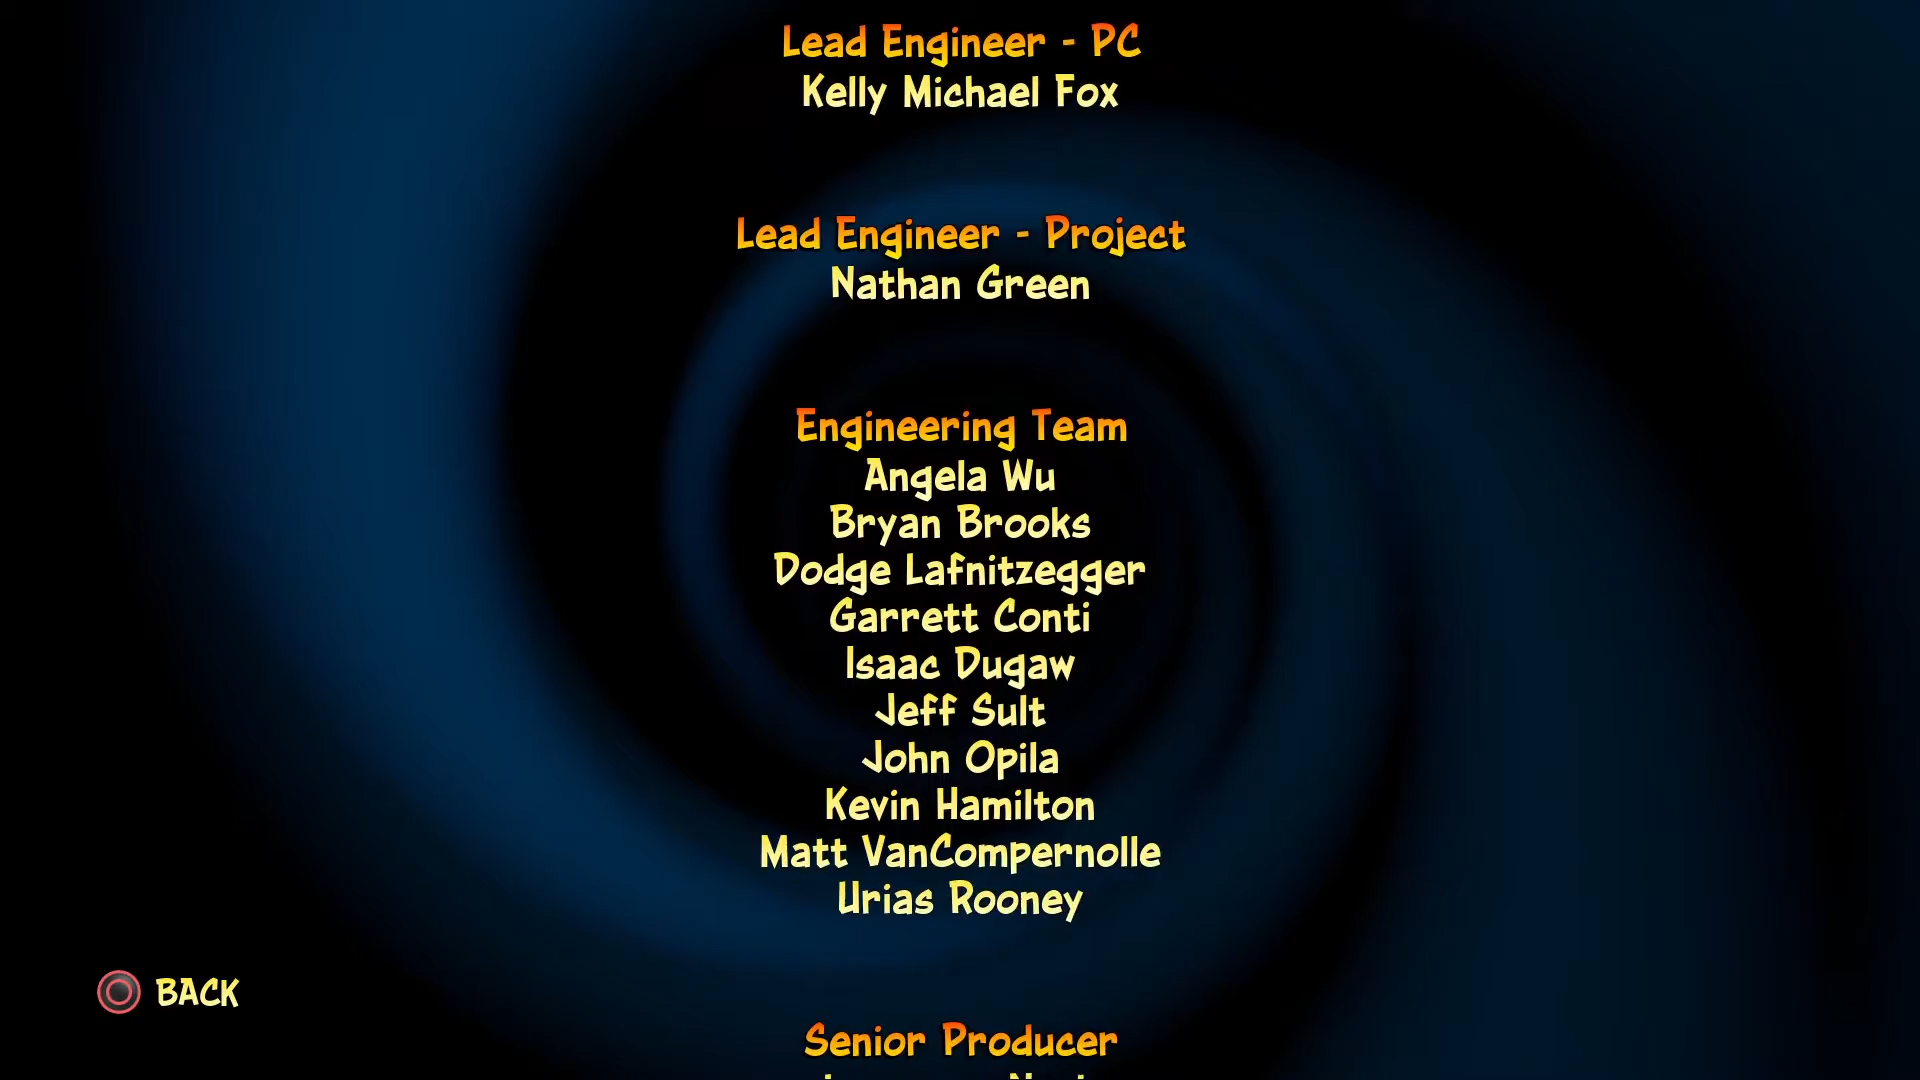 Lead Engineer - PC
Kelly Michael Fox
Lead Engineer - Project
Nathan Green
Engineering Team
Angela Wu
Bryan Brooks
Dodge Lafnitzegger
Garrett Conti
Isaac Dugaw
Jeff Sult
John Opila
Kevin Hamilton
Matt VanCompernolle
Urias Rooney
BACK
Senior Producer